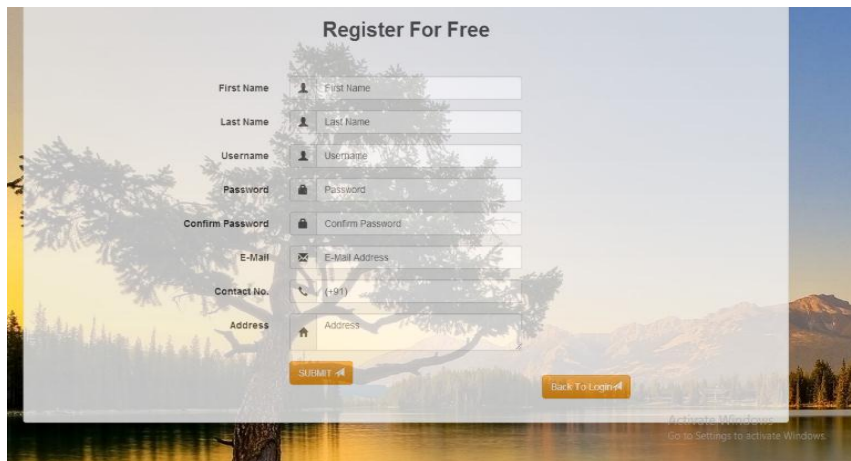 Register For Free
First Name First Name
Last Name Last Name
Username Username
Password Password
Confirm Password Confirm Password
E-Mail E-Mail Address
Contact No. (+91)
Address Address
SUBMIT
Back To Login
Activate Windows
Go to Settings to activate Windows.